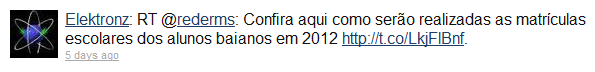 Elektronz: RT @rederms: Confira aqui como serão realizadas as matrículas
escolares dos alunos baianos em 2012 http://t.co/LkjFlBnf.
5 days ago